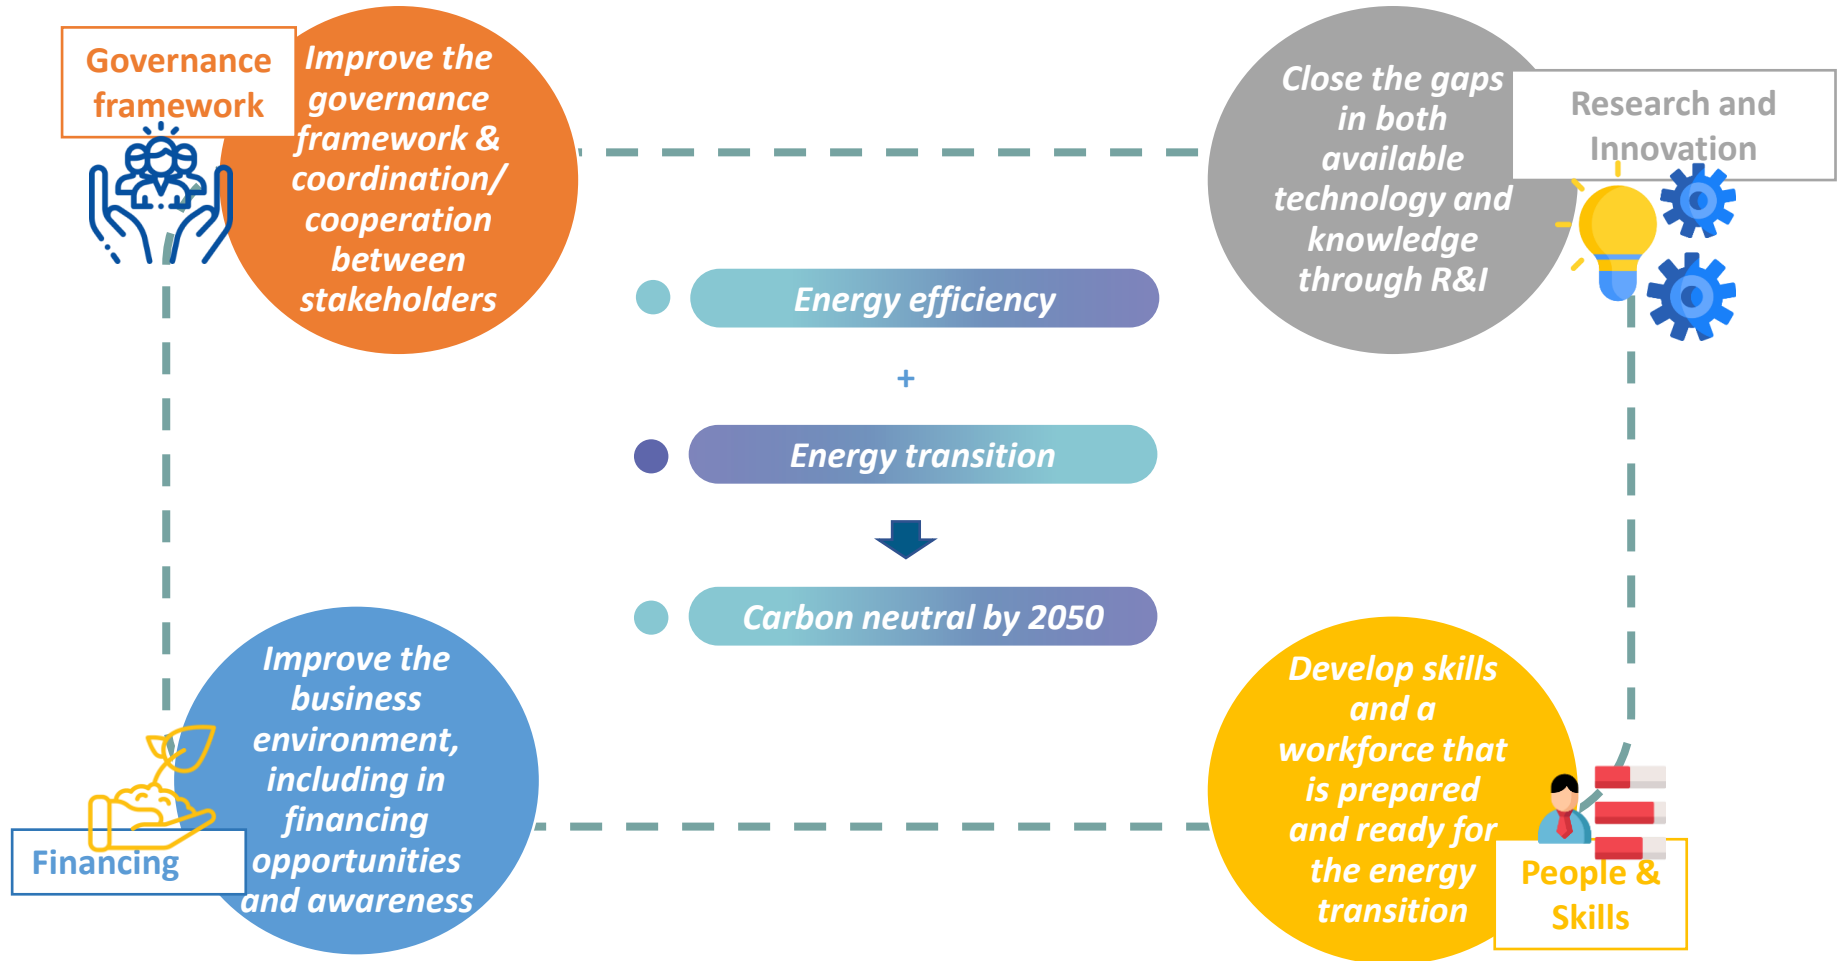 Governance
framework
Improve the
governance
framework &
coordination/
cooperation
between
stakeholders
Close the gaps
in both
available
technology and
knowledge
through R&I
Research and
Innovation
Energy efficiency
+
Energy transition
Carbon neutral by 2050
Improve the
business
environment,
including in
financing
opportunities
and awareness
Financing
Develop skills
and a
workforce that
is prepared
and ready for
the energy
transition
People &
Skills